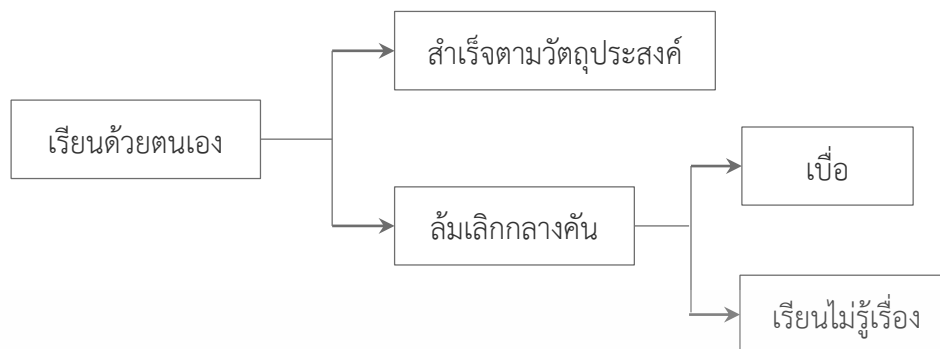 สำเร็จตามวัตถุประสงค์
เรียนด้วยตนเอง
เบื่อ
ล้มเลิกกลางคัน
เรียนไม่รู้เรื่อง